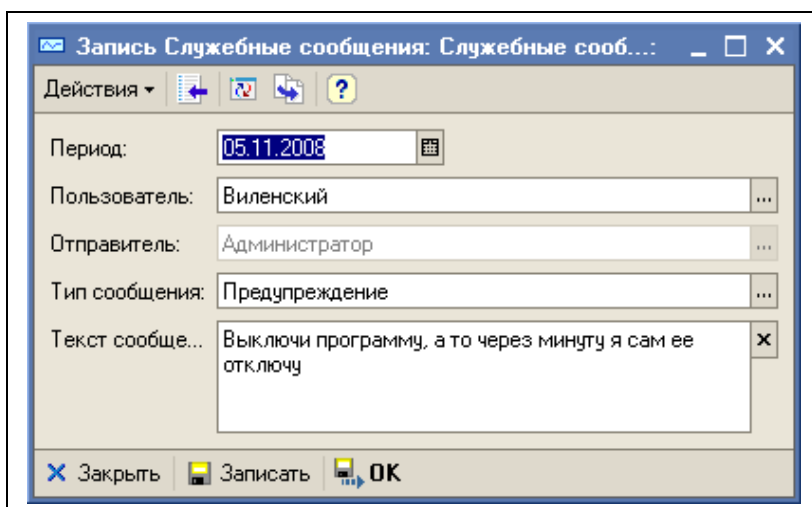 Запись Служебные сообщения: Служебные сооб...:
Действия
Период: 05.11.2008
Пользователь: Виленский ...
Отправитель: Администратор ...
Тип сообщения: Предупреждение ...
Текст сообще... Выключи программу, а то через минуту я сам ее
отключу
Закрыть Записать OK